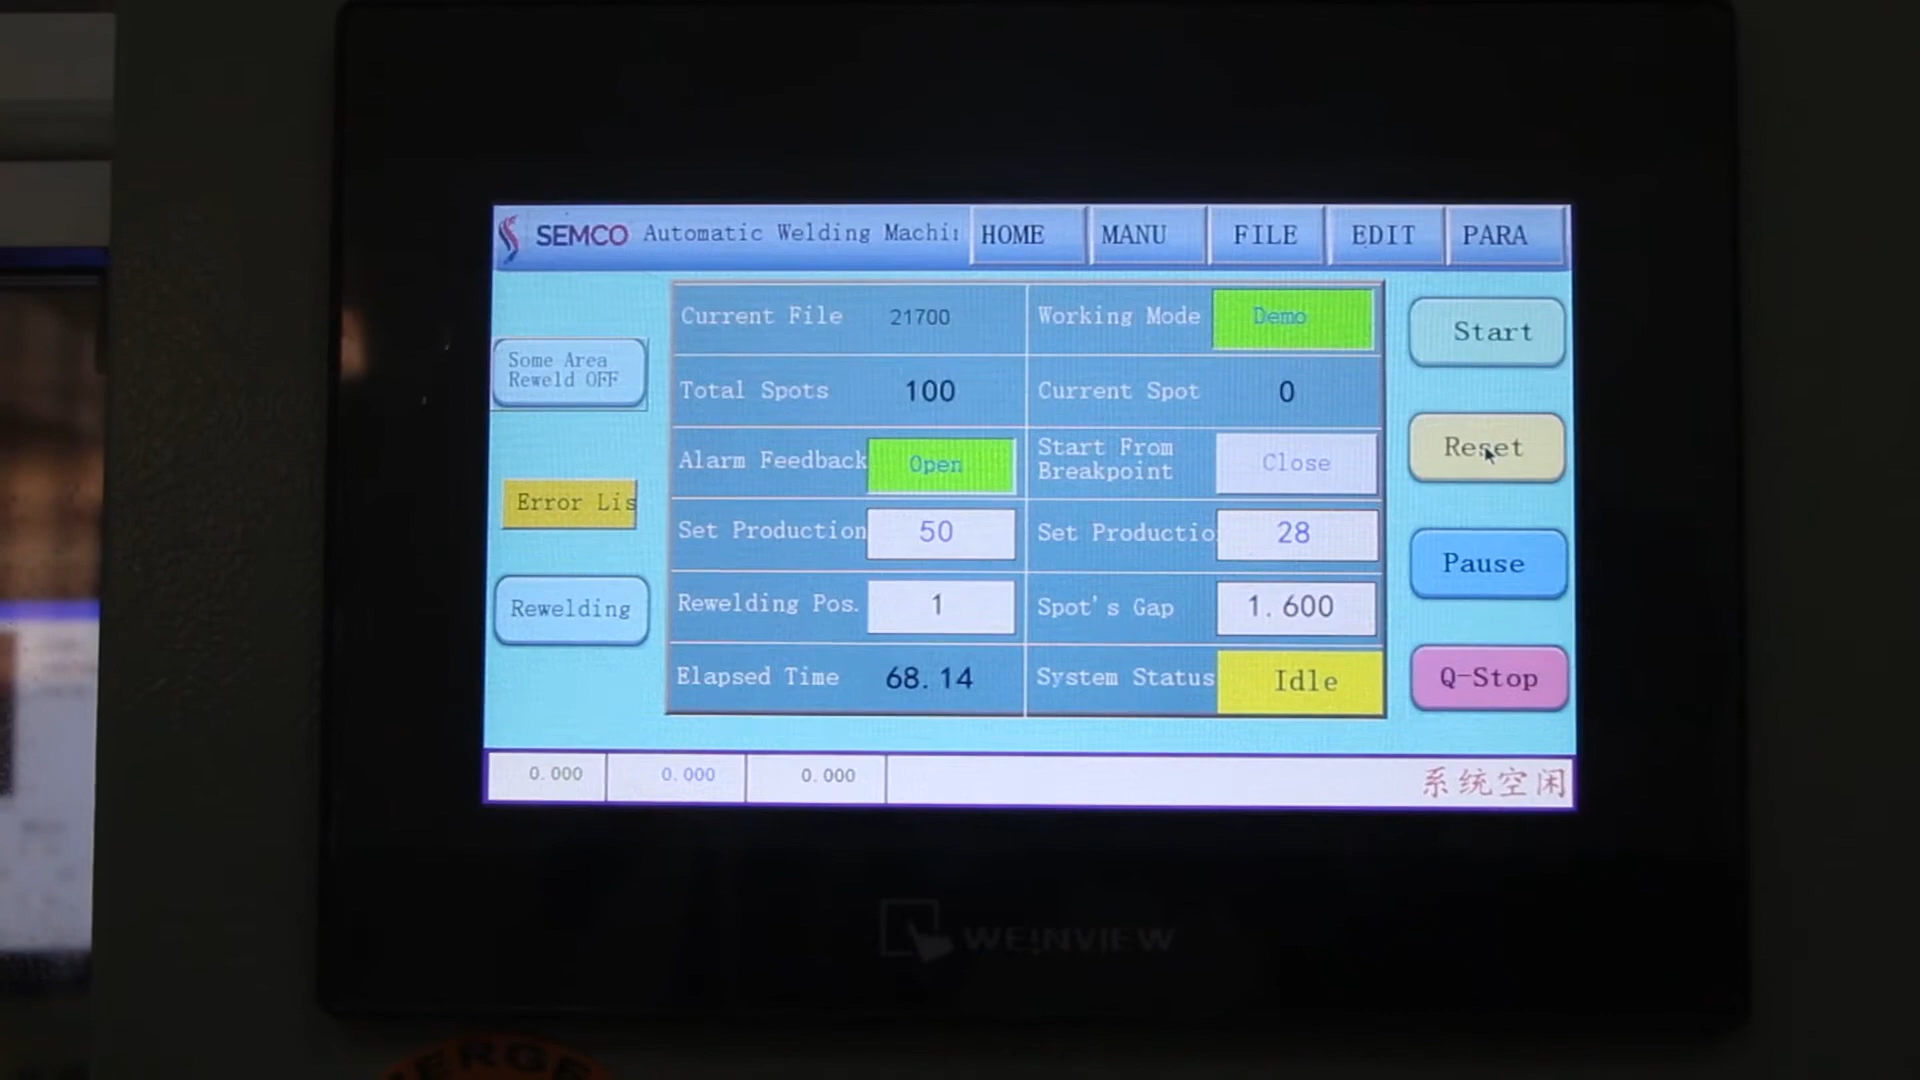 SEMCO Automatic Welding Machi
HOME
MANU
FILE
EDIT
PARA
Some Area
Reweld OFF
Error Lis
Rewelding
Current File 21700
Working Mode Demo
Total Spots 100
Current Spot 0
Alarm Feedback Open
Start From
Breakpoint
Close
Set Production 50
Set Productio 28
Rewelding Pos. 1
Spot's Gap 1.600
Elapsed Time 68.14
System Status Idle
Start
Reset
Pause
Q-Stop
0.000 0.000 0.000
系统空闲
WE!NVIEW
ERGE